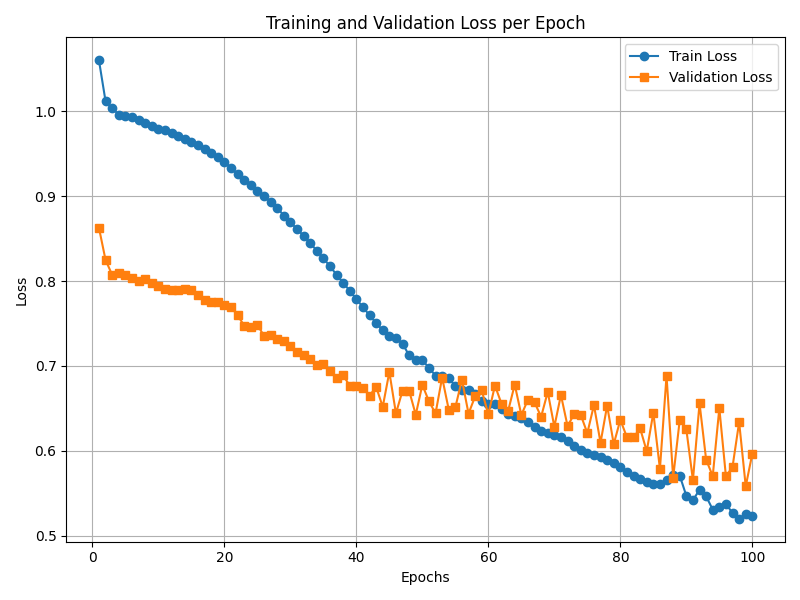 Training and Validation Loss per Epoch
Train Loss
Validation Loss
1.0
0.9
0.8
0.7
0.6
0.5
Loss
0 20 40 60 80 100
Epochs